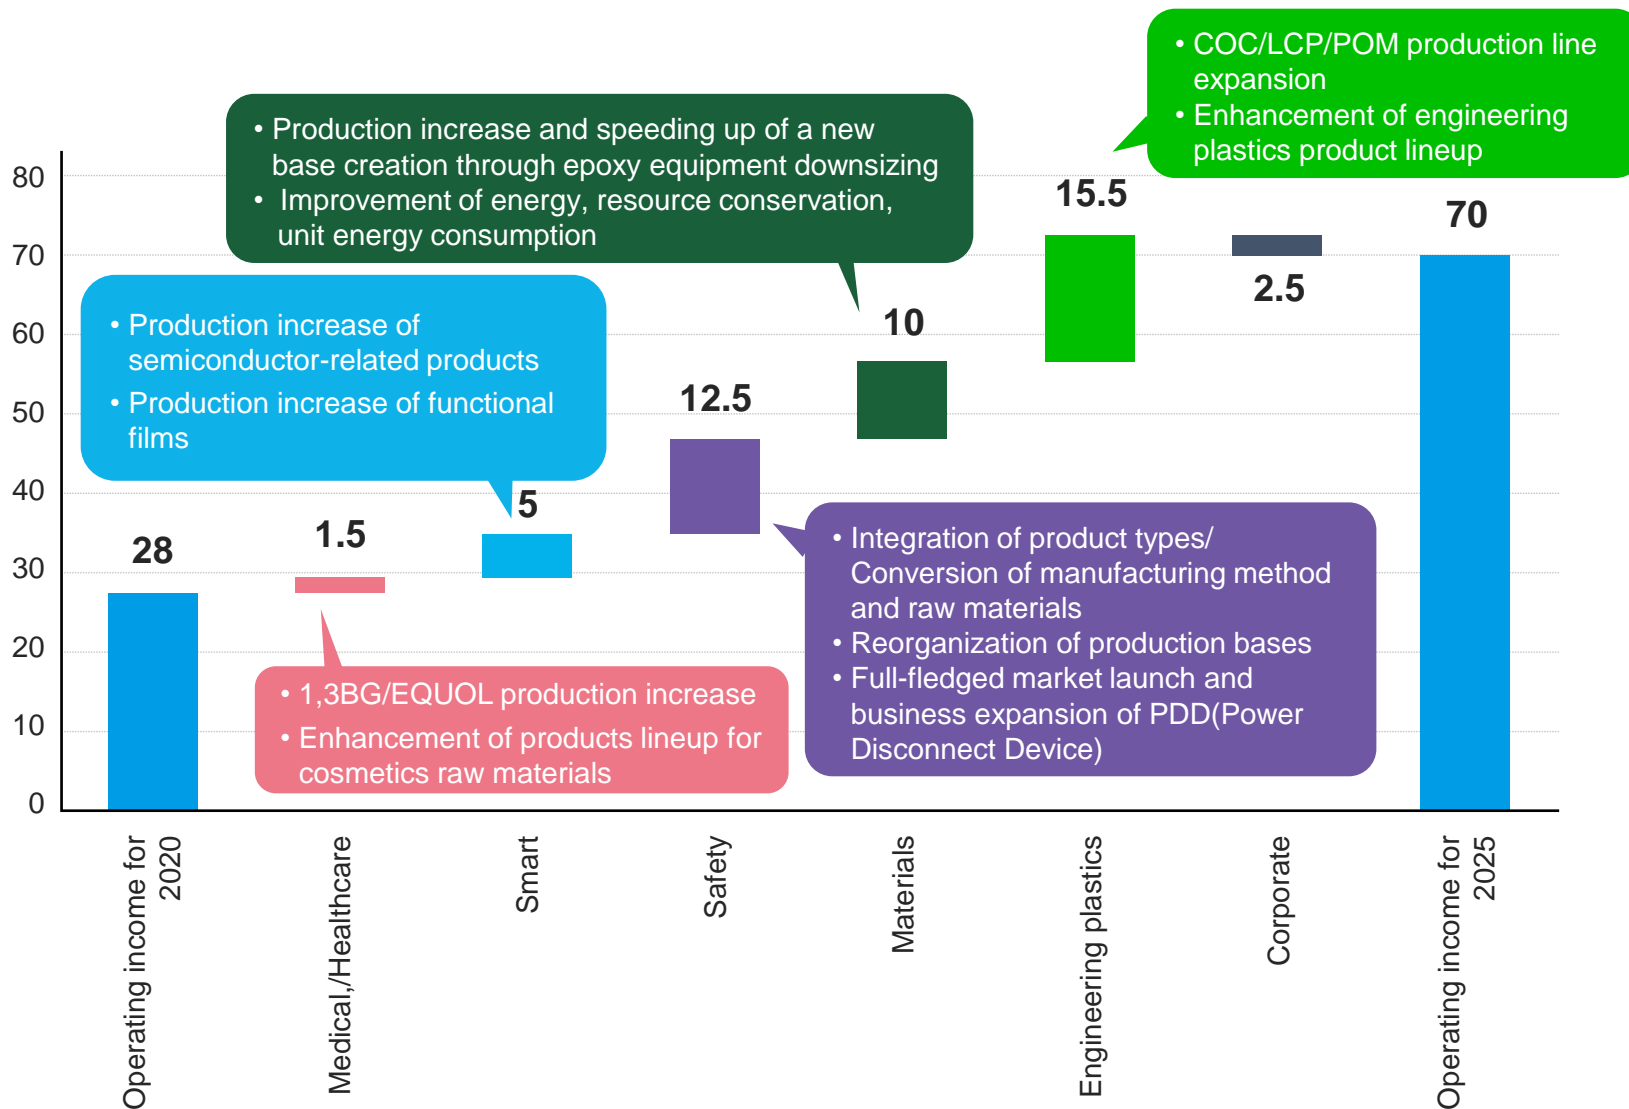 • COC/LCP/POM production line
expansion
• Enhancement of engineering
plastics product lineup
• Production increase and speeding up of a new
base creation through epoxy equipment downsizing
• Improvement of energy, resource conservation,
unit energy consumption
• Production increase of
semiconductor-related products
• Production increase of functional
films
• Integration of product types/
Conversion of manufacturing method
and raw materials
• Reorganization of production bases
• Full-fledged market launch and
business expansion of PDD(Power
Disconnect Device)
• 1,3BG/EQUOL production increase
• Enhancement of products lineup for
cosmetics raw materials
80
70
60
50
40
30
20
10
0
28
1.5
5
12.5
10
15.5
2.5
70
Operating income for
2020
Medical,/Healthcare
Smart
Safety
Materials
Engineering plastics
Corporate
Operating income for
2025